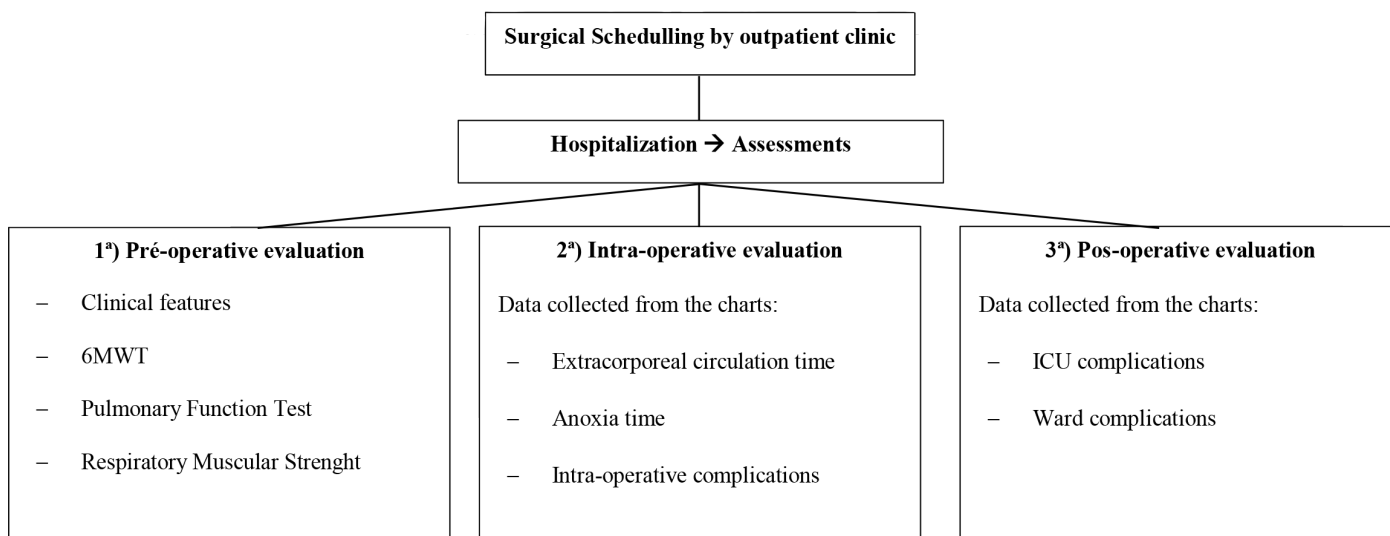 Surgical Schedulling by outpatient clinic
Hospitalization → Assessments
1ª) Pré-operative evaluation
– Clinical features
– 6MWT
– Pulmonary Function Test
– Respiratory Muscular Strenght
2ª) Intra-operative evaluation
Data collected from the charts:
– Extracorporeal circulation time
– Anoxia time
– Intra-operative complications
3ª) Pos-operative evaluation
Data collected from the charts:
– ICU complications
– Ward complications